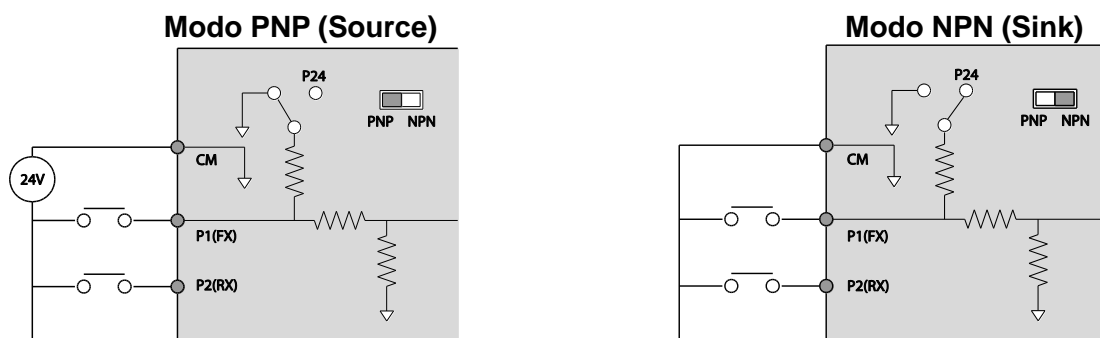 Modo PNP (Source)
P24
PNP NPN
CM
24V
P1(FX)
P2(RX)
Modo NPN (Sink)
P24
PNP NPN
CM
P1(FX)
P2(RX)